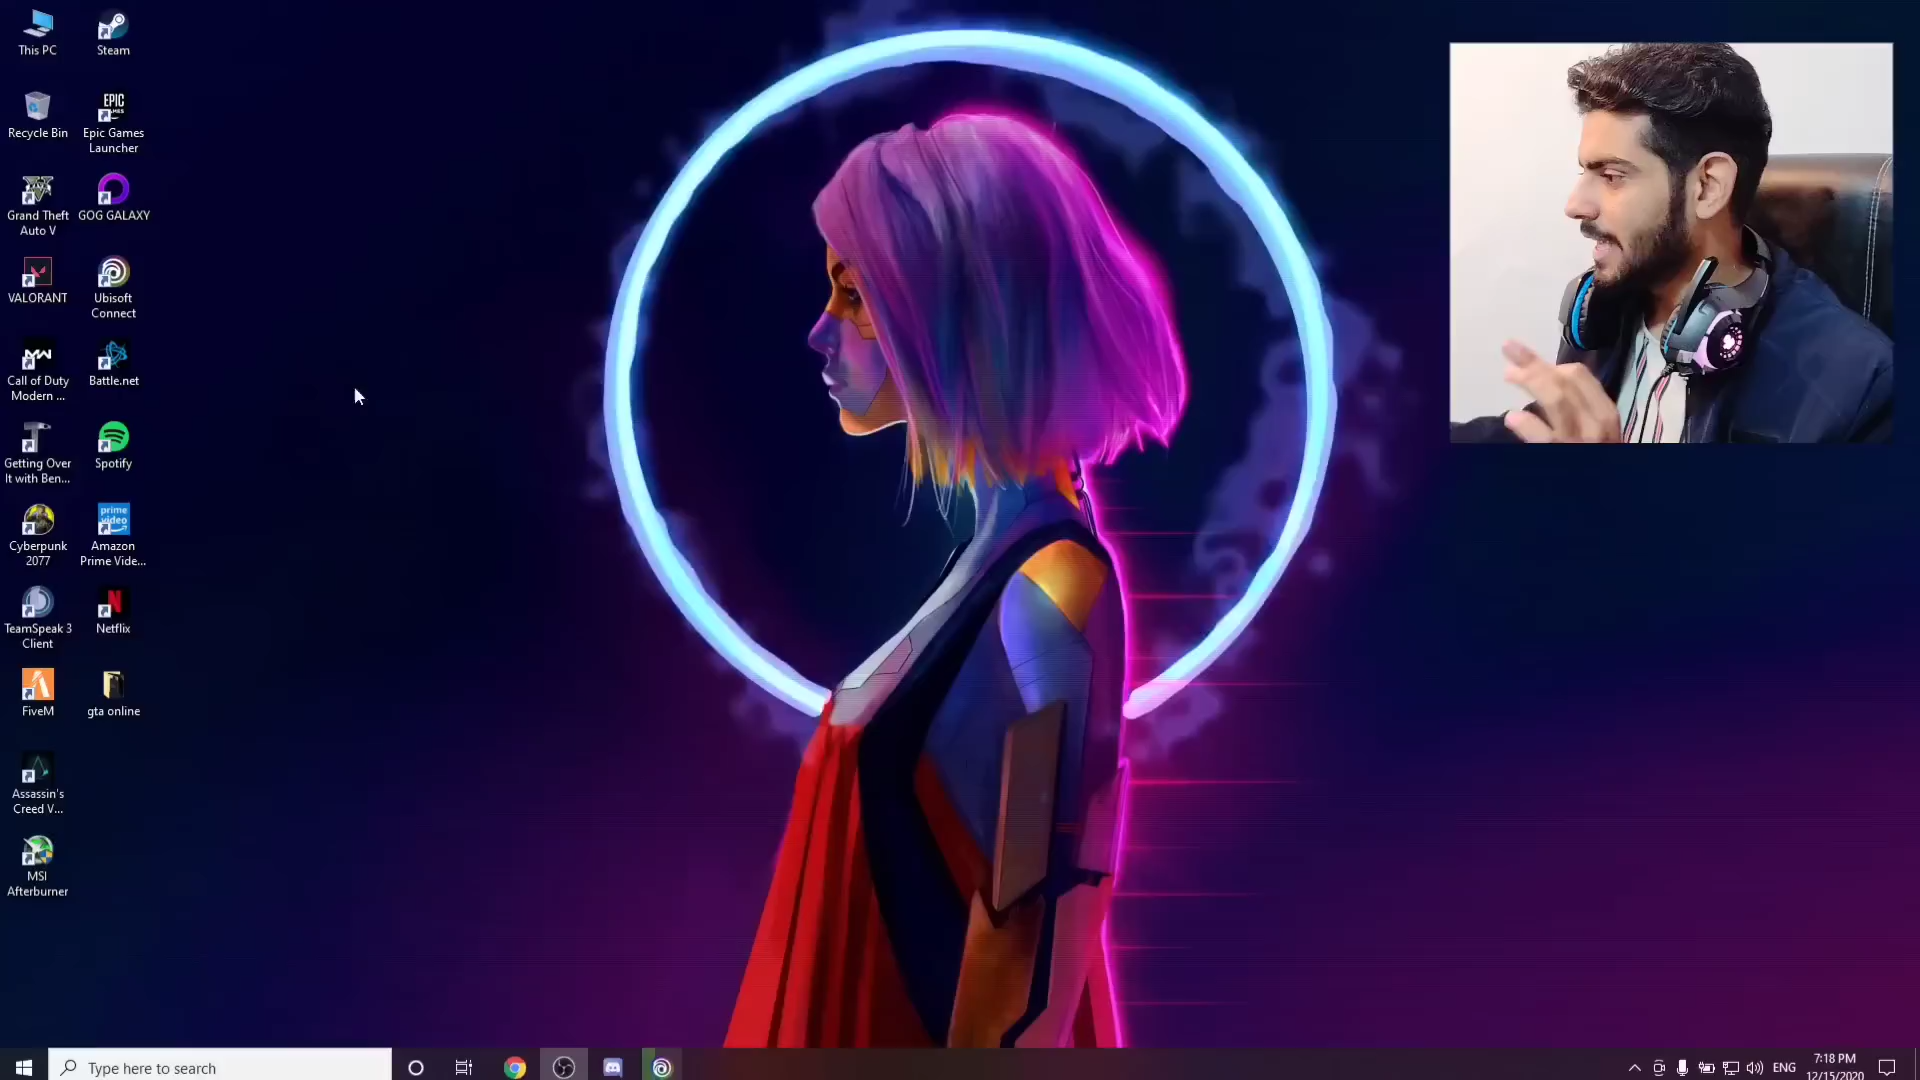 This PC
Steam
Recycle Bin
EPIC
GAMES
Epic Games
Launcher
Grand Theft
Auto V
GOG GALAXY
VALORANT
Ubisoft
Connect
Call of Duty
Modern ...
Battle.net
Getting Over
It with Ben...
Spotify
prime
video
Cyberpunk
2077
Amazon
Prime Vide...
TeamSpeak 3
Client
Netflix
FiveM
gta online
Assassin's
Creed V...
MSI
Afterburner
Type here to search
ENG
7:18 PM
12/15/2020